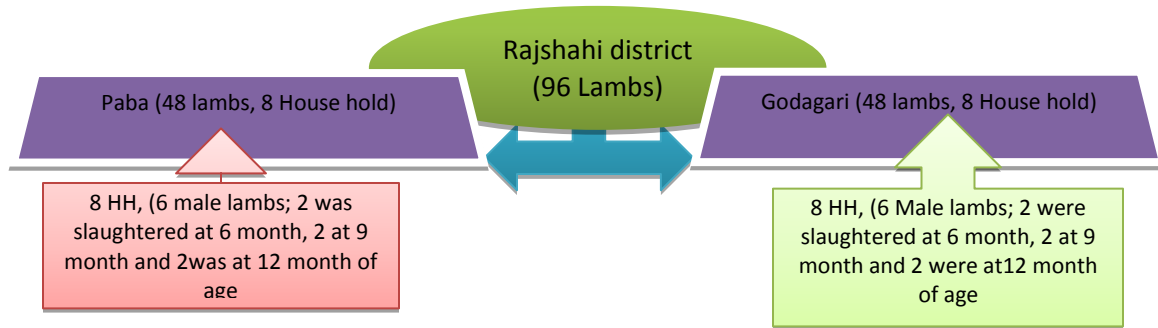 Rajshahi district
(96 Lambs)
Paba (48 lambs, 8 House hold)
Godagari (48 lambs, 8 House hold)
8 HH, (6 male lambs; 2 was
slaughtered at 6 month, 2 at 9
month and 2was at 12 month of
age
8 HH, (6 Male lambs; 2 were
slaughtered at 6 month, 2 at 9
month and 2 were at12 month
of age